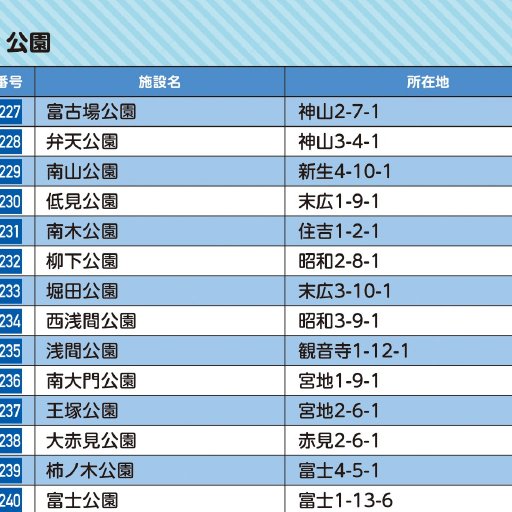 公園
番号 施設名 所在地
227 富古場公園 神山2-7-1
228 弁天公園 神山3-4-1
229 南山公園 新生4-10-1
230 低見公園 末広1-9-1
231 南木公園 住吉1-2-1
232 柳下公園 昭和2-8-1
233 堀田公園 末広3-10-1
234 西浅間公園 昭和3-9-1
235 浅間公園 観音寺1-12-1
236 南大門公園 宮地1-9-1
237 王塚公園 宮地2-6-1
238 大赤見公園 赤見2-6-1
239 柿ノ木公園 富士4-5-1
240 富士公園 富士1-13-6